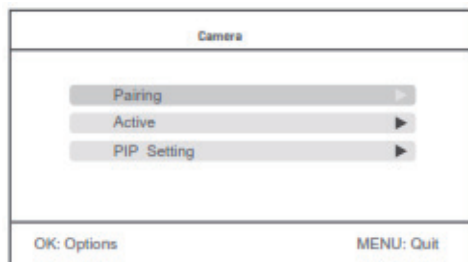 Camera
Pairing
Active
PIP Setting
OK: Options MENU: Quit